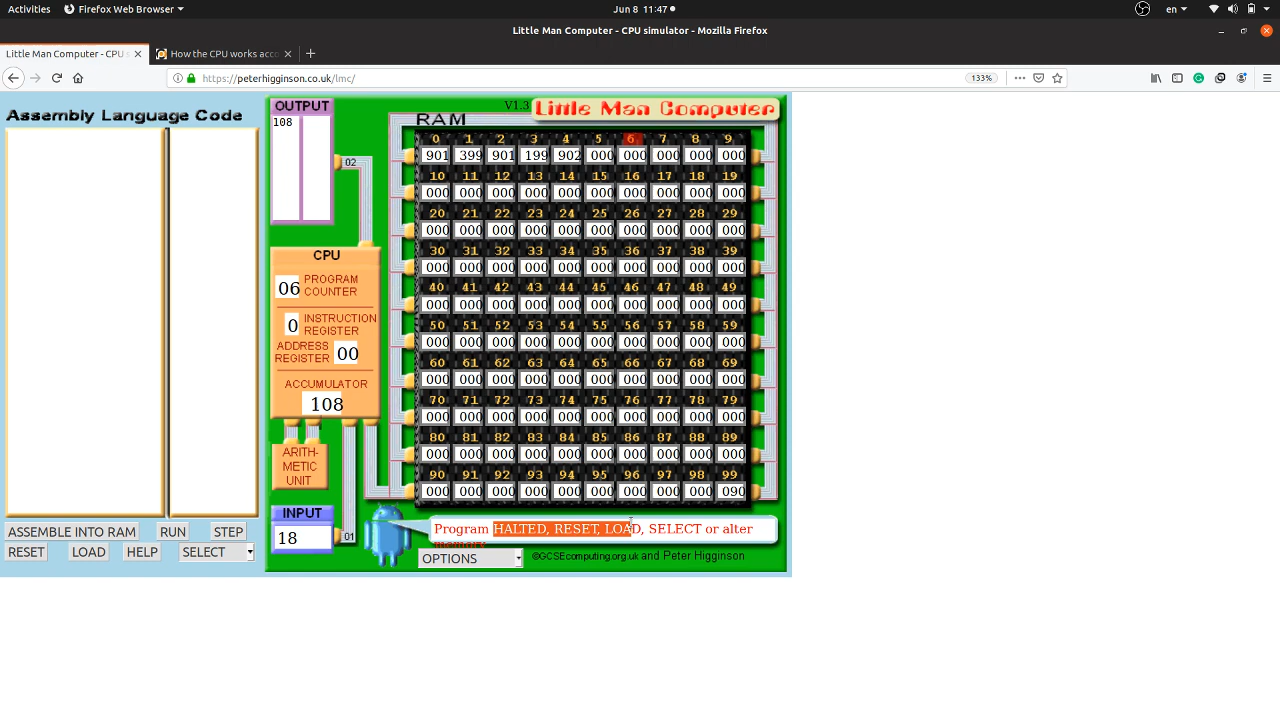 Activities Firefox Web Browser Jun 8 11:47 en
Little Man Computer - CPU simulator - Mozilla Firefox
Little Man Computer - CPU s How the CPU works acco
https://peterhigginson.co.uk/lmc/ 133%
Assembly Language Code
OUTPUT
108
V1.3
Little Man Computer
RAM
0 1 2 3 4 5 6 7 8 9
901 399 901 199 902 000 000 000 000 000
10 11 12 13 14 15 16 17 18 19
000 000 000 000 000 000 000 000 000 000
20 21 22 23 24 25 26 27 28 29
000 000 000 000 000 000 000 000 000 000
30 31 32 33 34 35 36 37 38 39
000 000 000 000 000 000 000 000 000 000
40 41 42 43 44 45 46 47 48 49
000 000 000 000 000 000 000 000 000 000
50 51 52 53 54 55 56 57 58 59
000 000 000 000 000 000 000 000 000 000
60 61 62 63 64 65 66 67 68 69
000 000 000 000 000 000 000 000 000 000
70 71 72 73 74 75 76 77 78 79
000 000 000 000 000 000 000 000 000 000
80 81 82 83 84 85 86 87 88 89
000 000 000 000 000 000 000 000 000 000
90 91 92 93 94 95 96 97 98 99
000 000 000 000 000 000 000 000 000 090
02
CPU
06 PROGRAM
COUNTER
0 INSTRUCTION
REGISTER
ADDRESS
REGISTER 00
ACCUMULATOR
108
ARITH-
METIC
UNIT
INPUT
18
01
Program HALTED, RESET, LOAD, SELECT or alter
memory
OPTIONS
©GCSEcomputing.org.uk and Peter Higginson
ASSEMBLE INTO RAM RUN STEP
RESET LOAD HELP SELECT